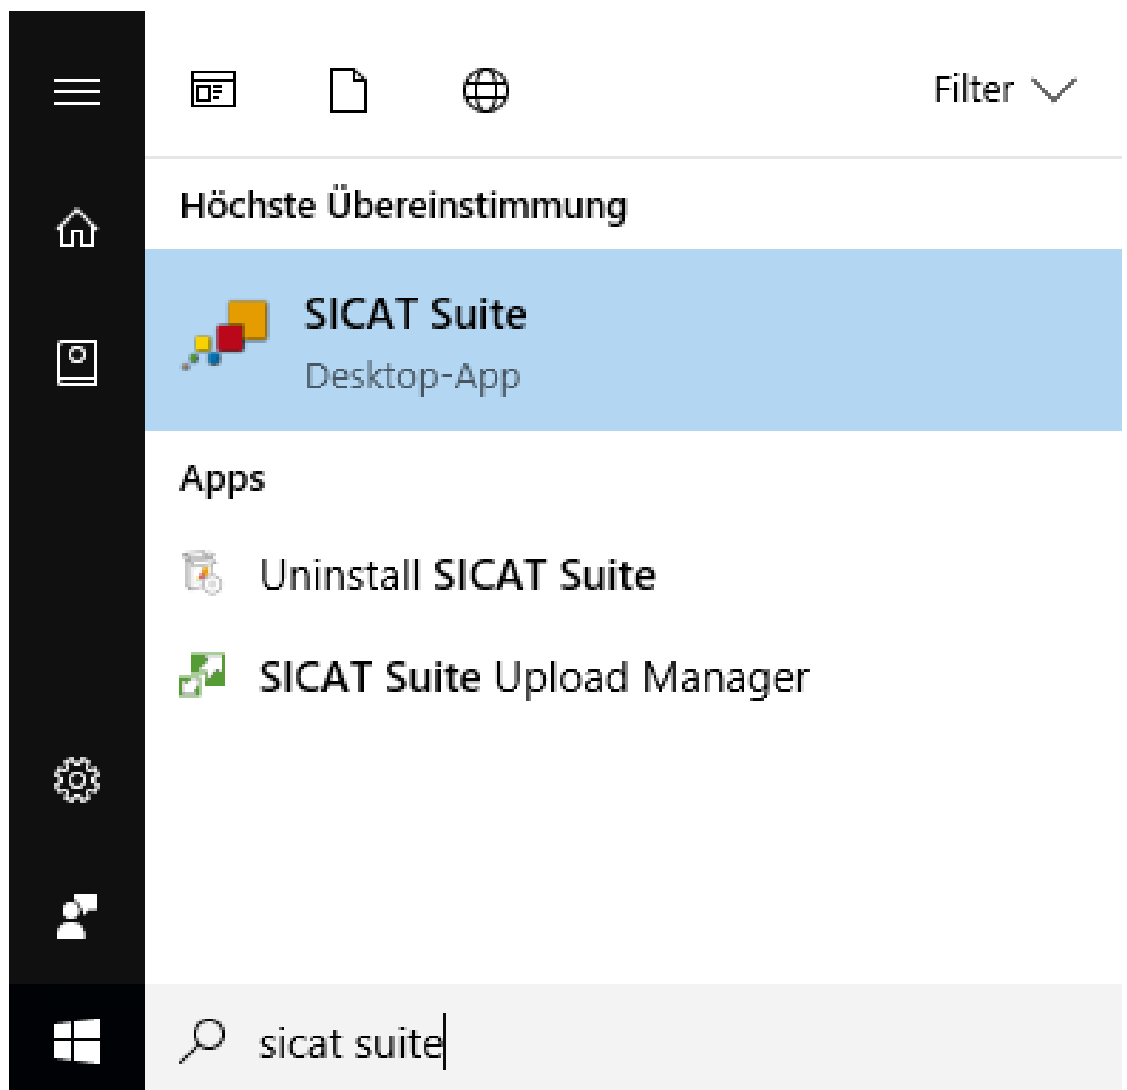 Filter
Höchste Übereinstimmung
SICAT Suite
Desktop-App
Apps
Uninstall SICAT Suite
SICAT Suite Upload Manager
sicat suite